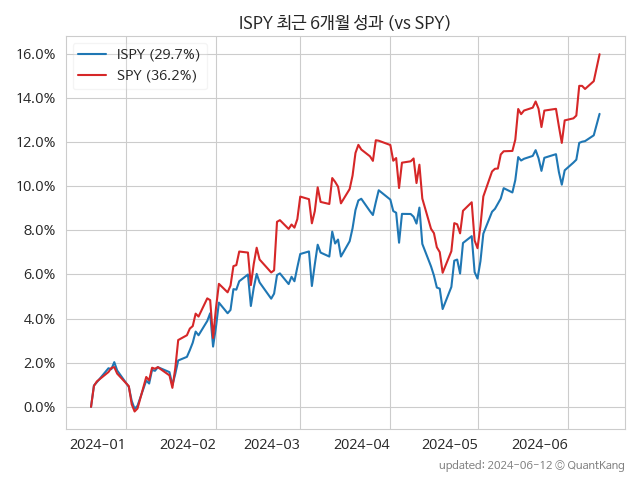 ISPY 최근 6개월 성과 (vs SPY)
ISPY (29.7%)
SPY (36.2%)
16.0%
14.0%
12.0%
10.0%
8.0%
6.0%
4.0%
2.0%
0.0%
2024-01 2024-02 2024-03 2024-04 2024-05 2024-06
updated: 2024-06-12 © QuantKang